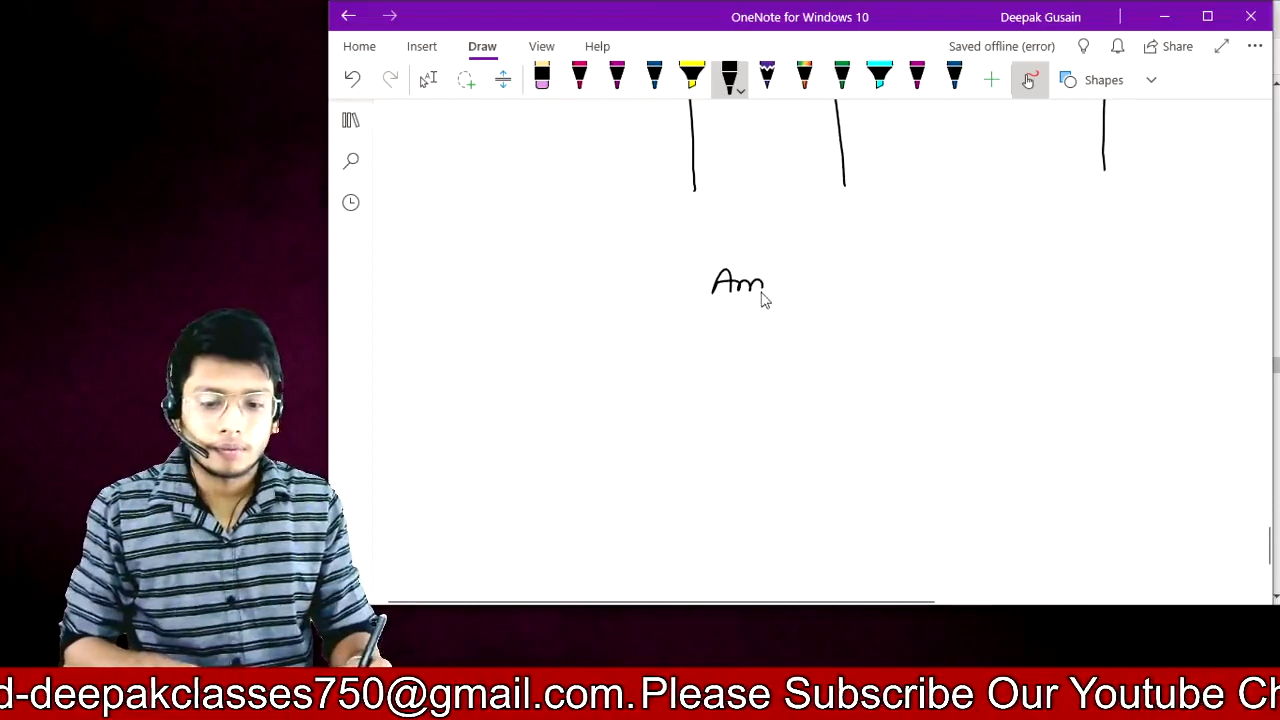 OneNote for Windows 10
Deepak Gusain
Home Insert Draw View Help
Saved offline (error)
Share
Shapes
Am
d-deepakclasses750@gmail.com.Please Subscribe Our Youtube Ch